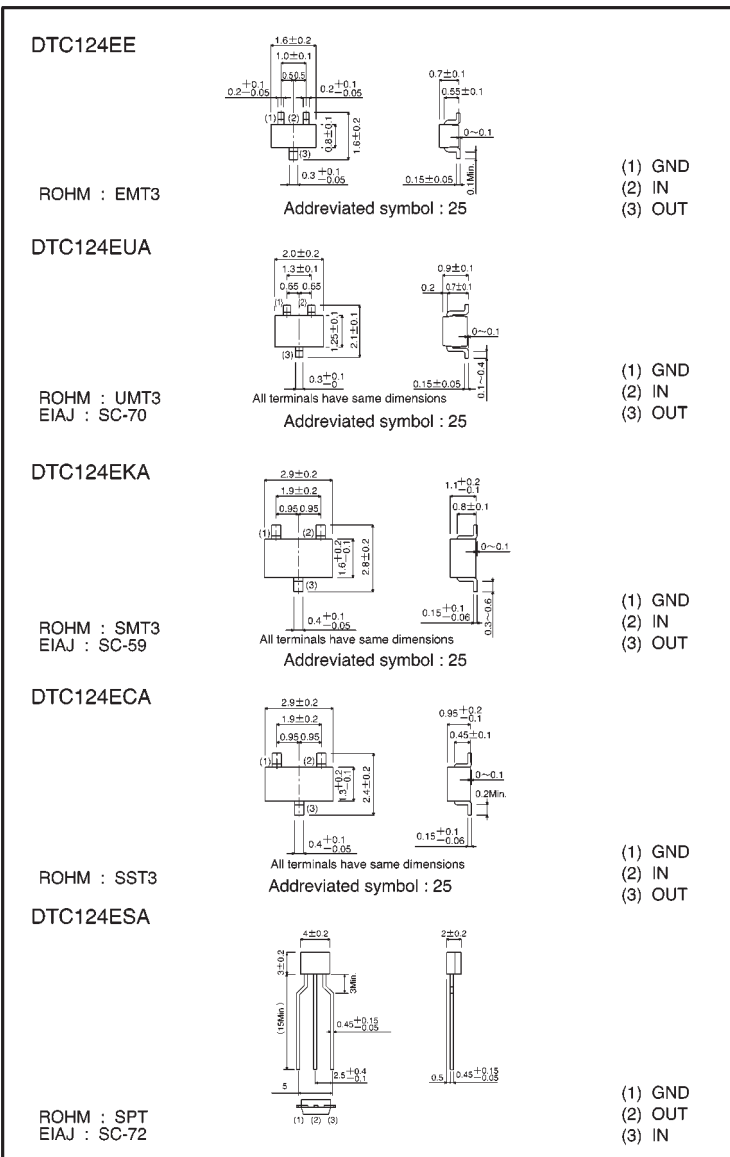 DTC124EE
1.6±0.2
1.0±0.1
0.5 0.5
0.2 +0.1 −0.05
0.2 +0.1 −0.05
(1) (2)
0.8±0.1
1.6±0.2
(3)
0.3 +0.1 −0.05
0.7±0.1
0.55±0.1
0~0.1
0.15±0.05
0.1Min.
ROHM : EMT3
Addreviated symbol : 25
(1) GND
(2) IN
(3) OUT
DTC124EUA
2.0±0.2
1.3±0.1
0.65 0.65
(1) (2)
1.25±0.1
2.1±0.1
(3)
0.3 +0.1 −0
0.9±0.1
0.2 0.7±0.1
0~0.1
0.15±0.05
0.1~0.4
All terminals have same dimensions
ROHM : UMT3
EIAJ : SC-70
Addreviated symbol : 25
(1) GND
(2) IN
(3) OUT
DTC124EKA
2.9±0.2
1.9±0.2
0.95 0.95
(1) (2)
1.6 +0.2 −0.1
2.8±0.2
(3)
0.4 +0.1 −0.05
1.1 +0.2 −0.1
0.8±0.1
0~0.1
0.15 +0.1 −0.06
0.3~0.6
All terminals have same dimensions
ROHM : SMT3
EIAJ : SC-59
Addreviated symbol : 25
(1) GND
(2) IN
(3) OUT
DTC124ECA
2.9±0.2
1.9±0.2
0.95 0.95
(1) (2)
1.3 +0.2 −0.1
2.4±0.2
(3)
0.4 +0.1 −0.05
0.95 +0.2 −0.1
0.45±0.1
0~0.1
0.2Min.
0.15 +0.1 −0.06
All terminals have same dimensions
ROHM : SST3
Addreviated symbol : 25
(1) GND
(2) IN
(3) OUT
DTC124ESA
4±0.2
2±0.2
3±0.2
3Min.
(15Min.)
0.45 +0.15 −0.05
2.5 +0.4 −0.1
5
0.5
0.45 +0.15 −0.05
(1) (2) (3)
ROHM : SPT
EIAJ : SC-72
(1) GND
(2) OUT
(3) IN